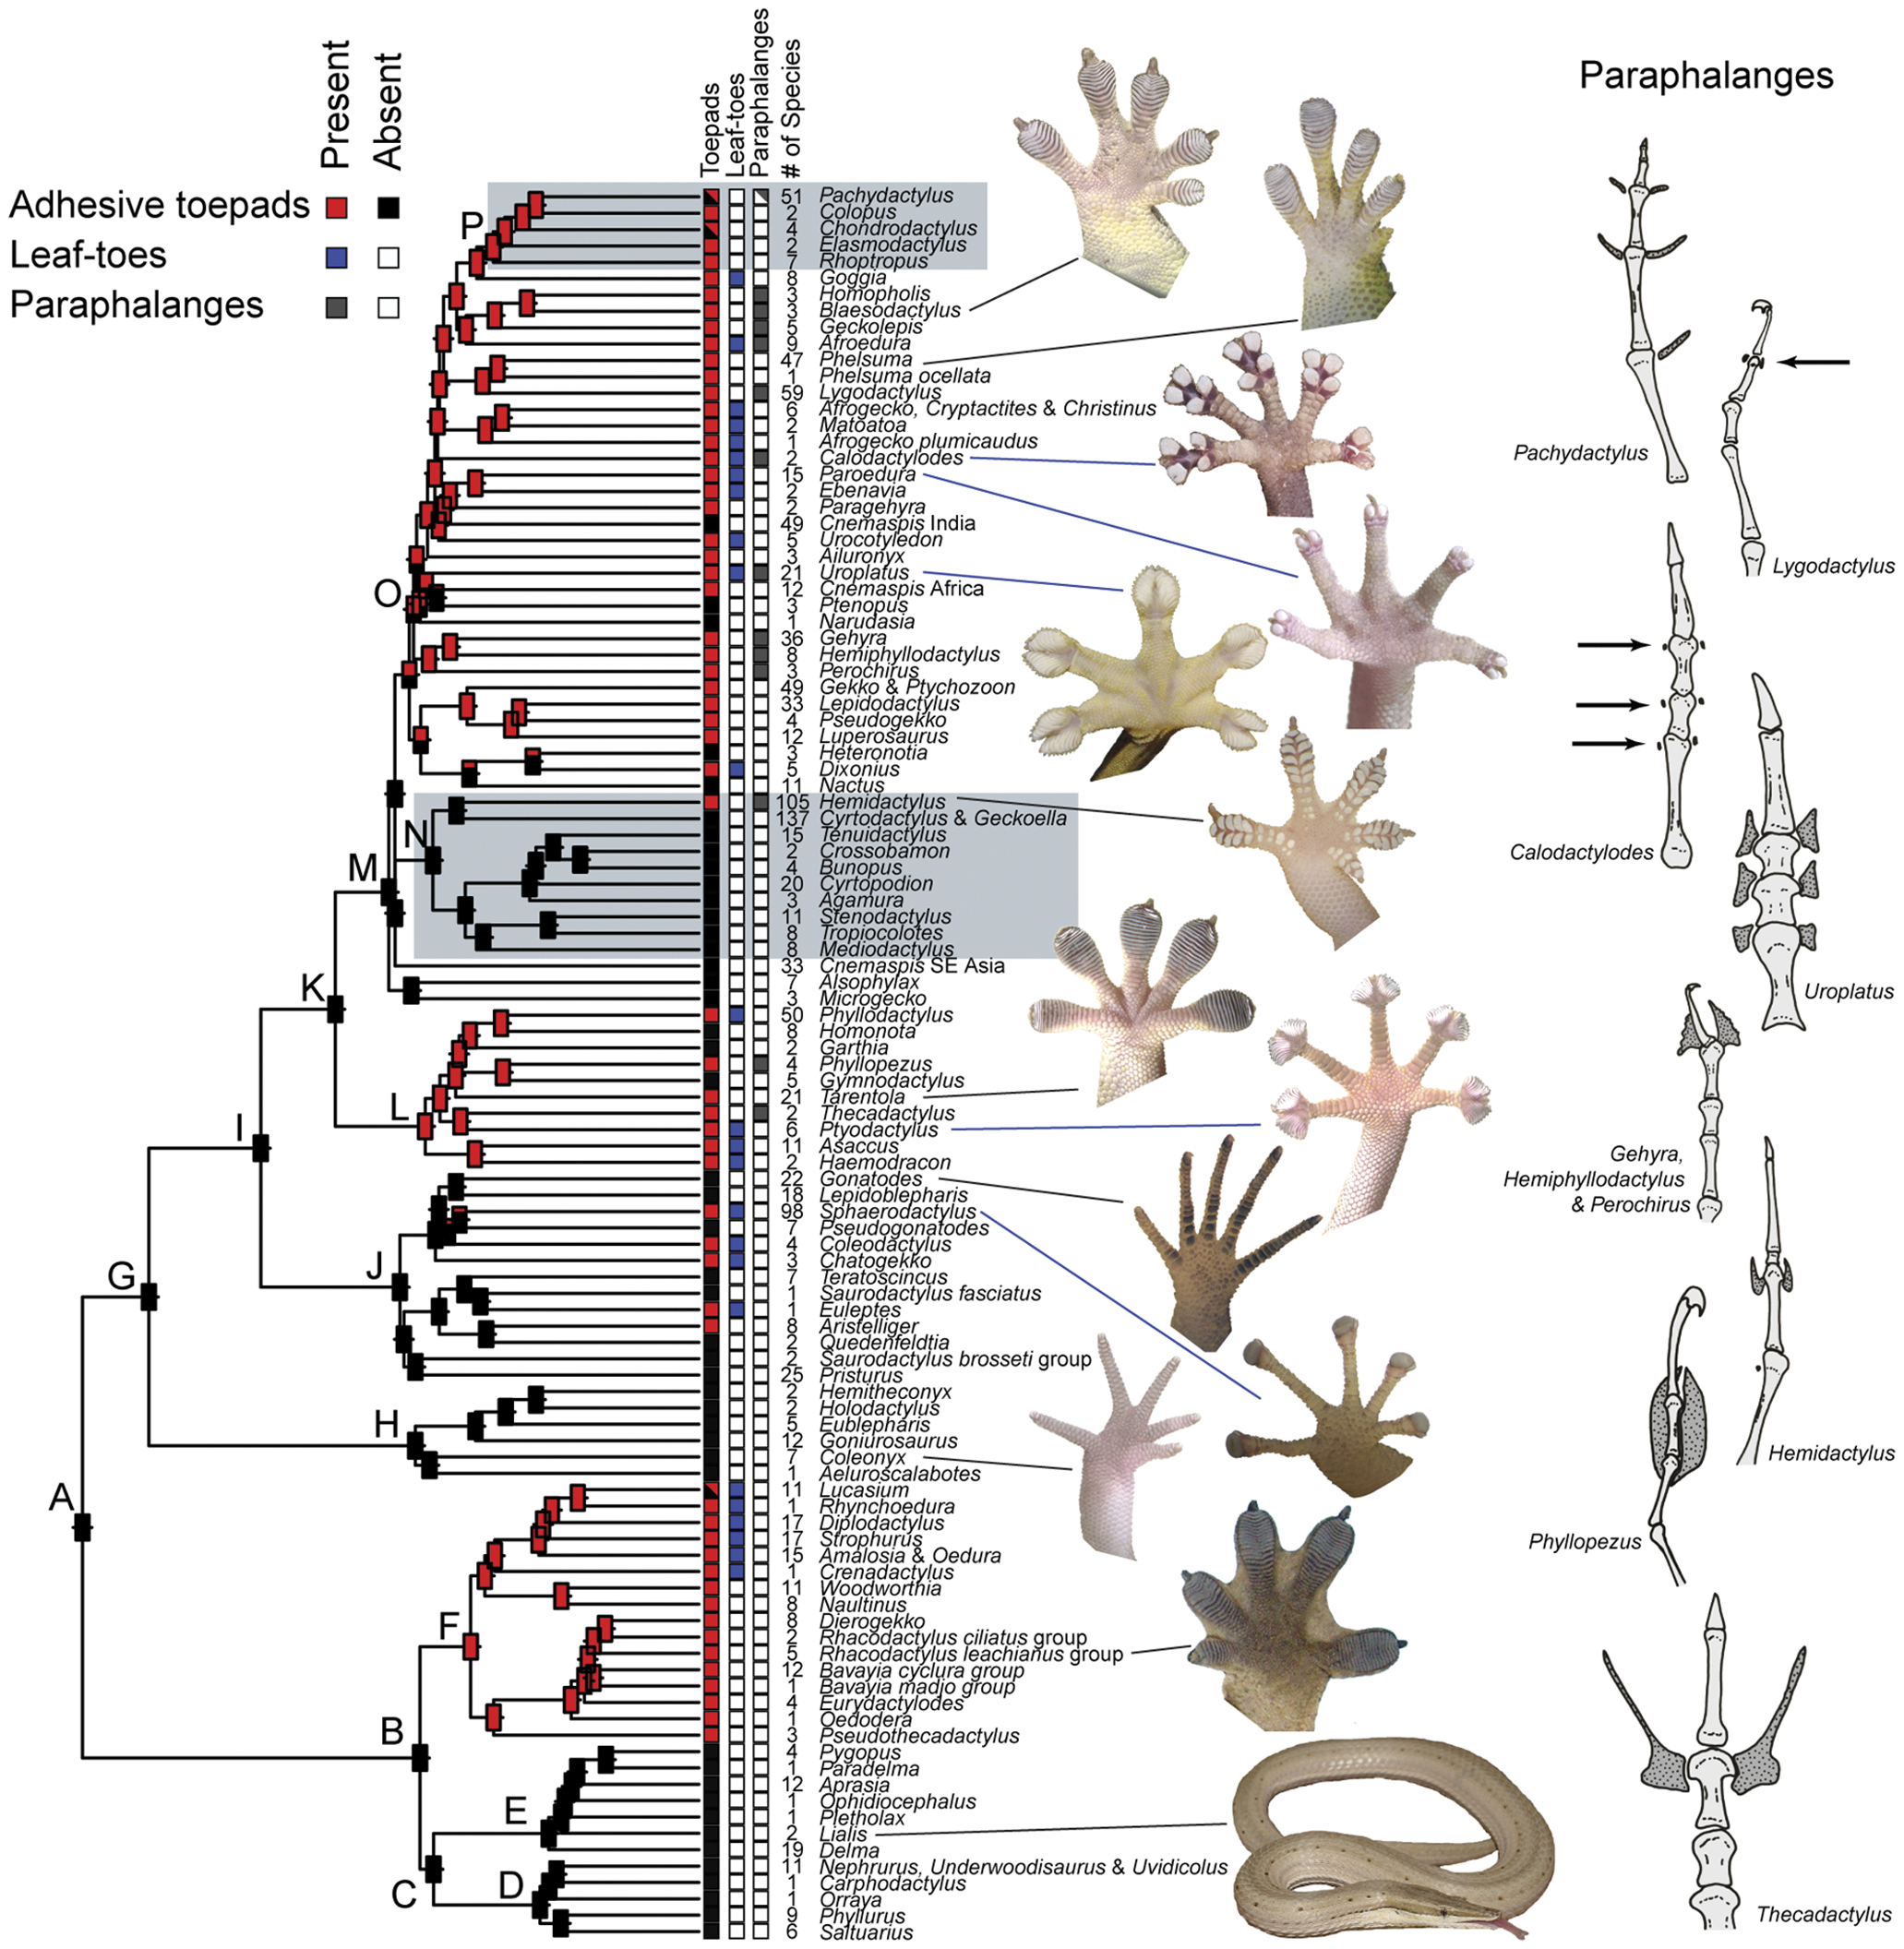 Present
Absent
Adhesive toepads
Leaf-toes
Paraphalanges
Toepads
Leaf-toes
Paraphalanges
# of Species
51 Pachydactylus
2 Colopus
4 Chondrodactylus
2 Elasmodactylus
7 Rhoptropus
8 Goggia
3 Homopholis
3 Blaesodactylus
5 Geckolepis
9 Afroedura
47 Phelsuma
1 Phelsuma ocellata
59 Lygodactylus
6 Afrogecko, Cryptactites & Christinus
2 Matoatoa
1 Afrogecko plumicaudus
2 Calodactylodes
15 Paroedura
2 Ebenavia
2 Paragehyra
49 Cnemaspis India
5 Urocotyledon
3 Ailuronyx
21 Uroplatus
12 Cnemaspis Africa
3 Ptenopus
1 Narudasia
36 Gehyra
8 Hemiphyllodactylus
3 Perochirus
49 Gekko & Ptychozoon
33 Lepidodactylus
4 Pseudogekko
12 Luperosaurus
3 Heteronotia
5 Dixonius
11 Nactus
105 Hemidactylus
137 Cyrtodactylus & Geckoella
15 Tenuidactylus
2 Crossobamon
4 Bunopus
20 Cyrtopodion
3 Agamura
11 Stenodactylus
8 Tropiocolotes
8 Mediodactylus
33 Cnemaspis SE Asia
7 Alsophylax
3 Microgecko
50 Phyllodactylus
8 Homonota
2 Garthia
4 Phyllopezus
5 Gymnodactylus
21 Tarentola
2 Thecadactylus
6 Ptyodactylus
11 Asaccus
2 Haemodracon
22 Gonatodes
18 Lepidoblepharis
98 Sphaerodactylus
7 Pseudogonatodes
4 Coleodactylus
3 Chatogekko
7 Teratoscincus
1 Saurodactylus fasciatus
1 Euleptes
8 Aristelliger
2 Quedenfeldtia
2 Saurodactylus brosseti group
25 Pristurus
2 Hemitheconyx
2 Holodactylus
5 Eublepharis
12 Goniurosaurus
7 Coleonyx
1 Aeluroscalabotes
11 Lucasium
1 Rhynchoedura
17 Diplodactylus
17 Strophurus
15 Amalosia & Oedura
1 Crenadactylus
11 Woodworthia
8 Naultinus
8 Dierogekko
2 Rhacodactylus ciliatus group
5 Rhacodactylus leachianus group
12 Bavayia cyclura group
1 Bavayia madjo group
4 Eurydactylodes
1 Oedodera
3 Pseudothecadactylus
4 Pygopus
1 Paradelma
12 Aprasia
1 Ophidiocephalus
1 Pletholax
2 Lialis
19 Delma
11 Nephrurus, Underwoodisaurus & Uvidicolus
1 Carphodactylus
1 Orraya
9 Phyllurus
6 Saltuarius
P
O
N
M
K
L
I
J
G
H
A
F
B
E
D
C
Paraphalanges
Pachydactylus
Lygodactylus
Calodactylodes
Uroplatus
Gehyra,
Hemiphyllodactylus
& Perochirus
Hemidactylus
Phyllopezus
Thecadactylus